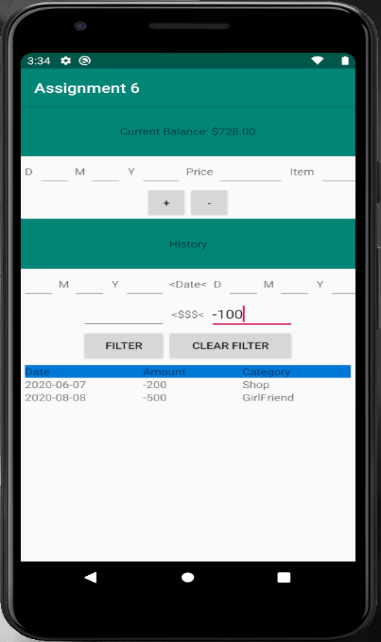 3:34
Assignment 6
Current Balance: $728.00
D M Y Price Item
+ -
History
M Y <Date< D M Y
<$$$< -100
FILTER CLEAR FILTER
Date Amount Category
2020-06-07 -200 Shop
2020-08-08 -500 GirlFriend